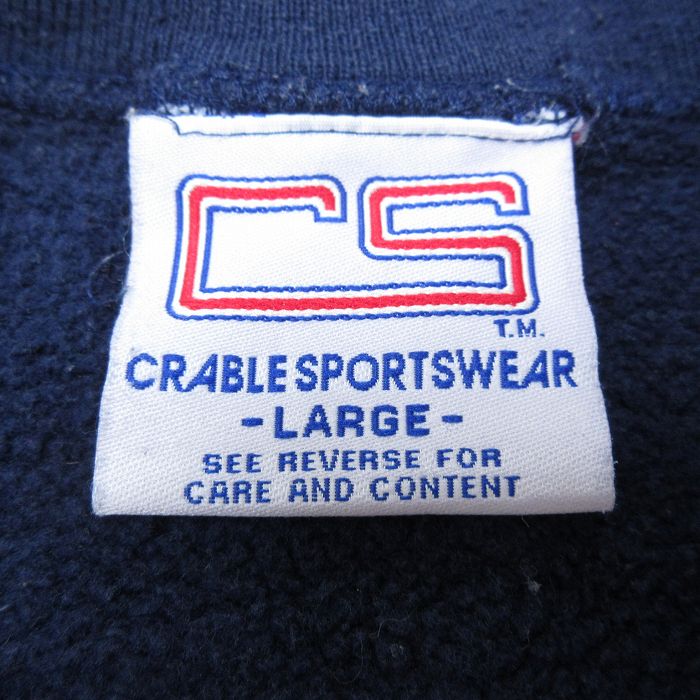 CS
T.M.
CRABLE SPORTSWEAR
- LARGE -
SEE REVERSE FOR
CARE AND CONTENT